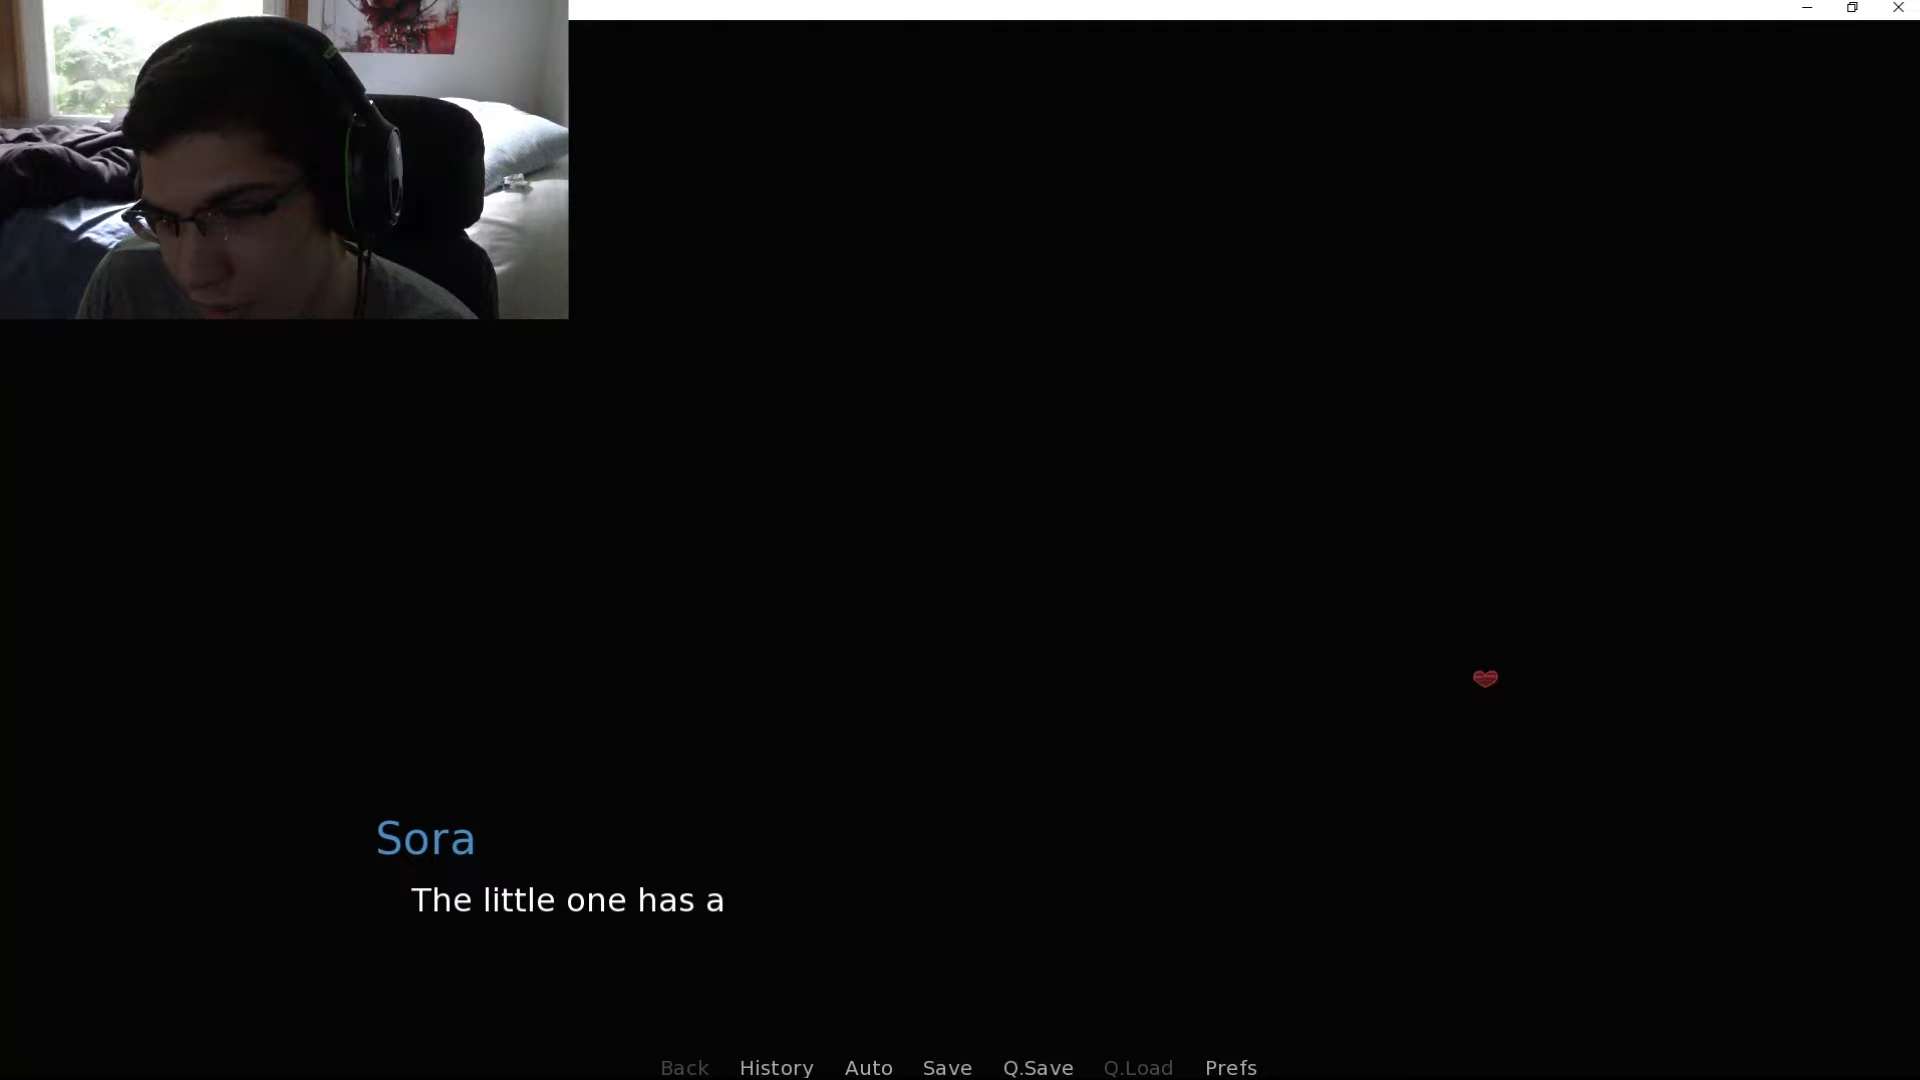 Sora
The little one has a
Back History Auto Save Q.Save Q.Load Prefs